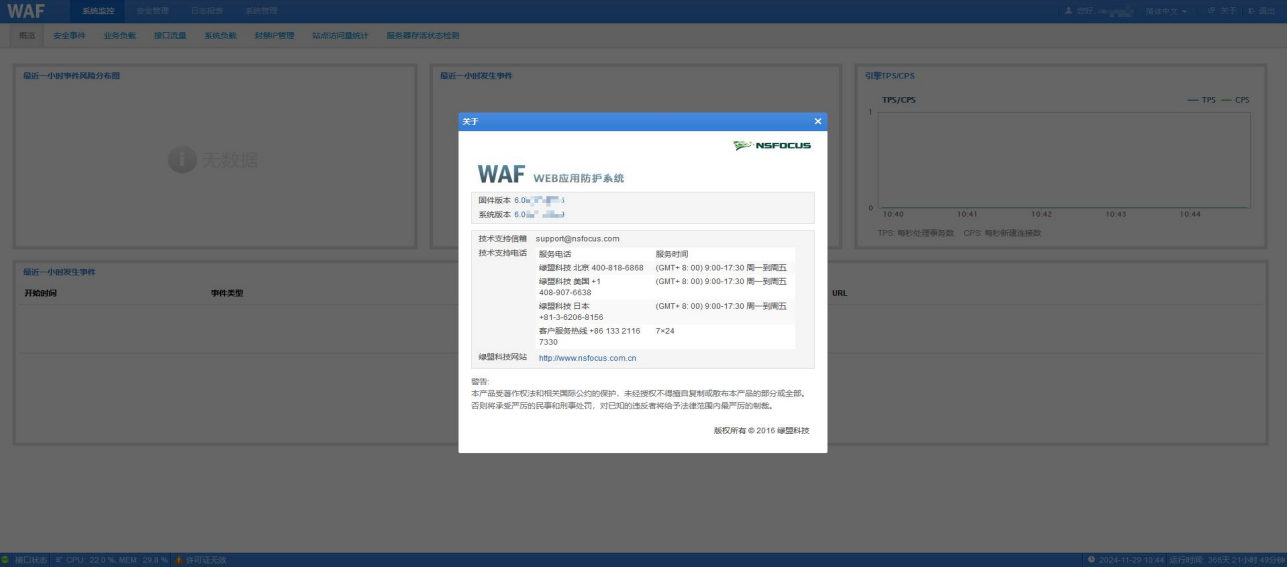 WAF 系统监控 安全管理 日志报表 系统管理 您好, 简体中文 关于 退出
概览 安全事件 业务负载 接口流量 系统负载 封禁IP管理 站点访问量统计 服务器存活状态检测
最近一小时事件风险分布图 最近一小时发生事件 引擎TPS/CPS
TPS/CPS TPS CPS
1
无数据
0
10:40 10:41 10:42 10:43 10:44
TPS: 每秒处理事务数 CPS: 每秒新建连接数
最近一小时发生事件
开始时间 事件类型 URL
关于 ×
NSFOCUS
WAF WEB应用防护系统
固件版本 6.0
系统版本 6.0
技术支持信箱 support@nsfocus.com
技术支持电话 服务电话 服务时间
绿盟科技 北京 400-818-6868 (GMT+ 8: 00) 9:00-17:30 周一到周五
绿盟科技 美国 +1 (GMT+ 8: 00) 9:00-17:30 周一到周五
408-907-6638
绿盟科技 日本 (GMT+ 8: 00) 9:00-17:30 周一到周五
+81-3-6206-8156
客户服务热线 +86 133 2116 7×24
7330
绿盟科技网站 http://www.nsfocus.com.cn
警告:
本产品受著作权法和相关国际公约的保护，未经授权不得擅自复制或散布本产品的部分或全部。
否则将承受严厉的民事和刑事处罚，对已知的违反者将给予法律范围内最严厉的制裁。
版权所有 © 2016 绿盟科技
接口状态 CPU: 22.0 %, MEM: 29.8 % 许可证无效 2024-11-29 10:44 运行时间: 366天 21小时 49分钟